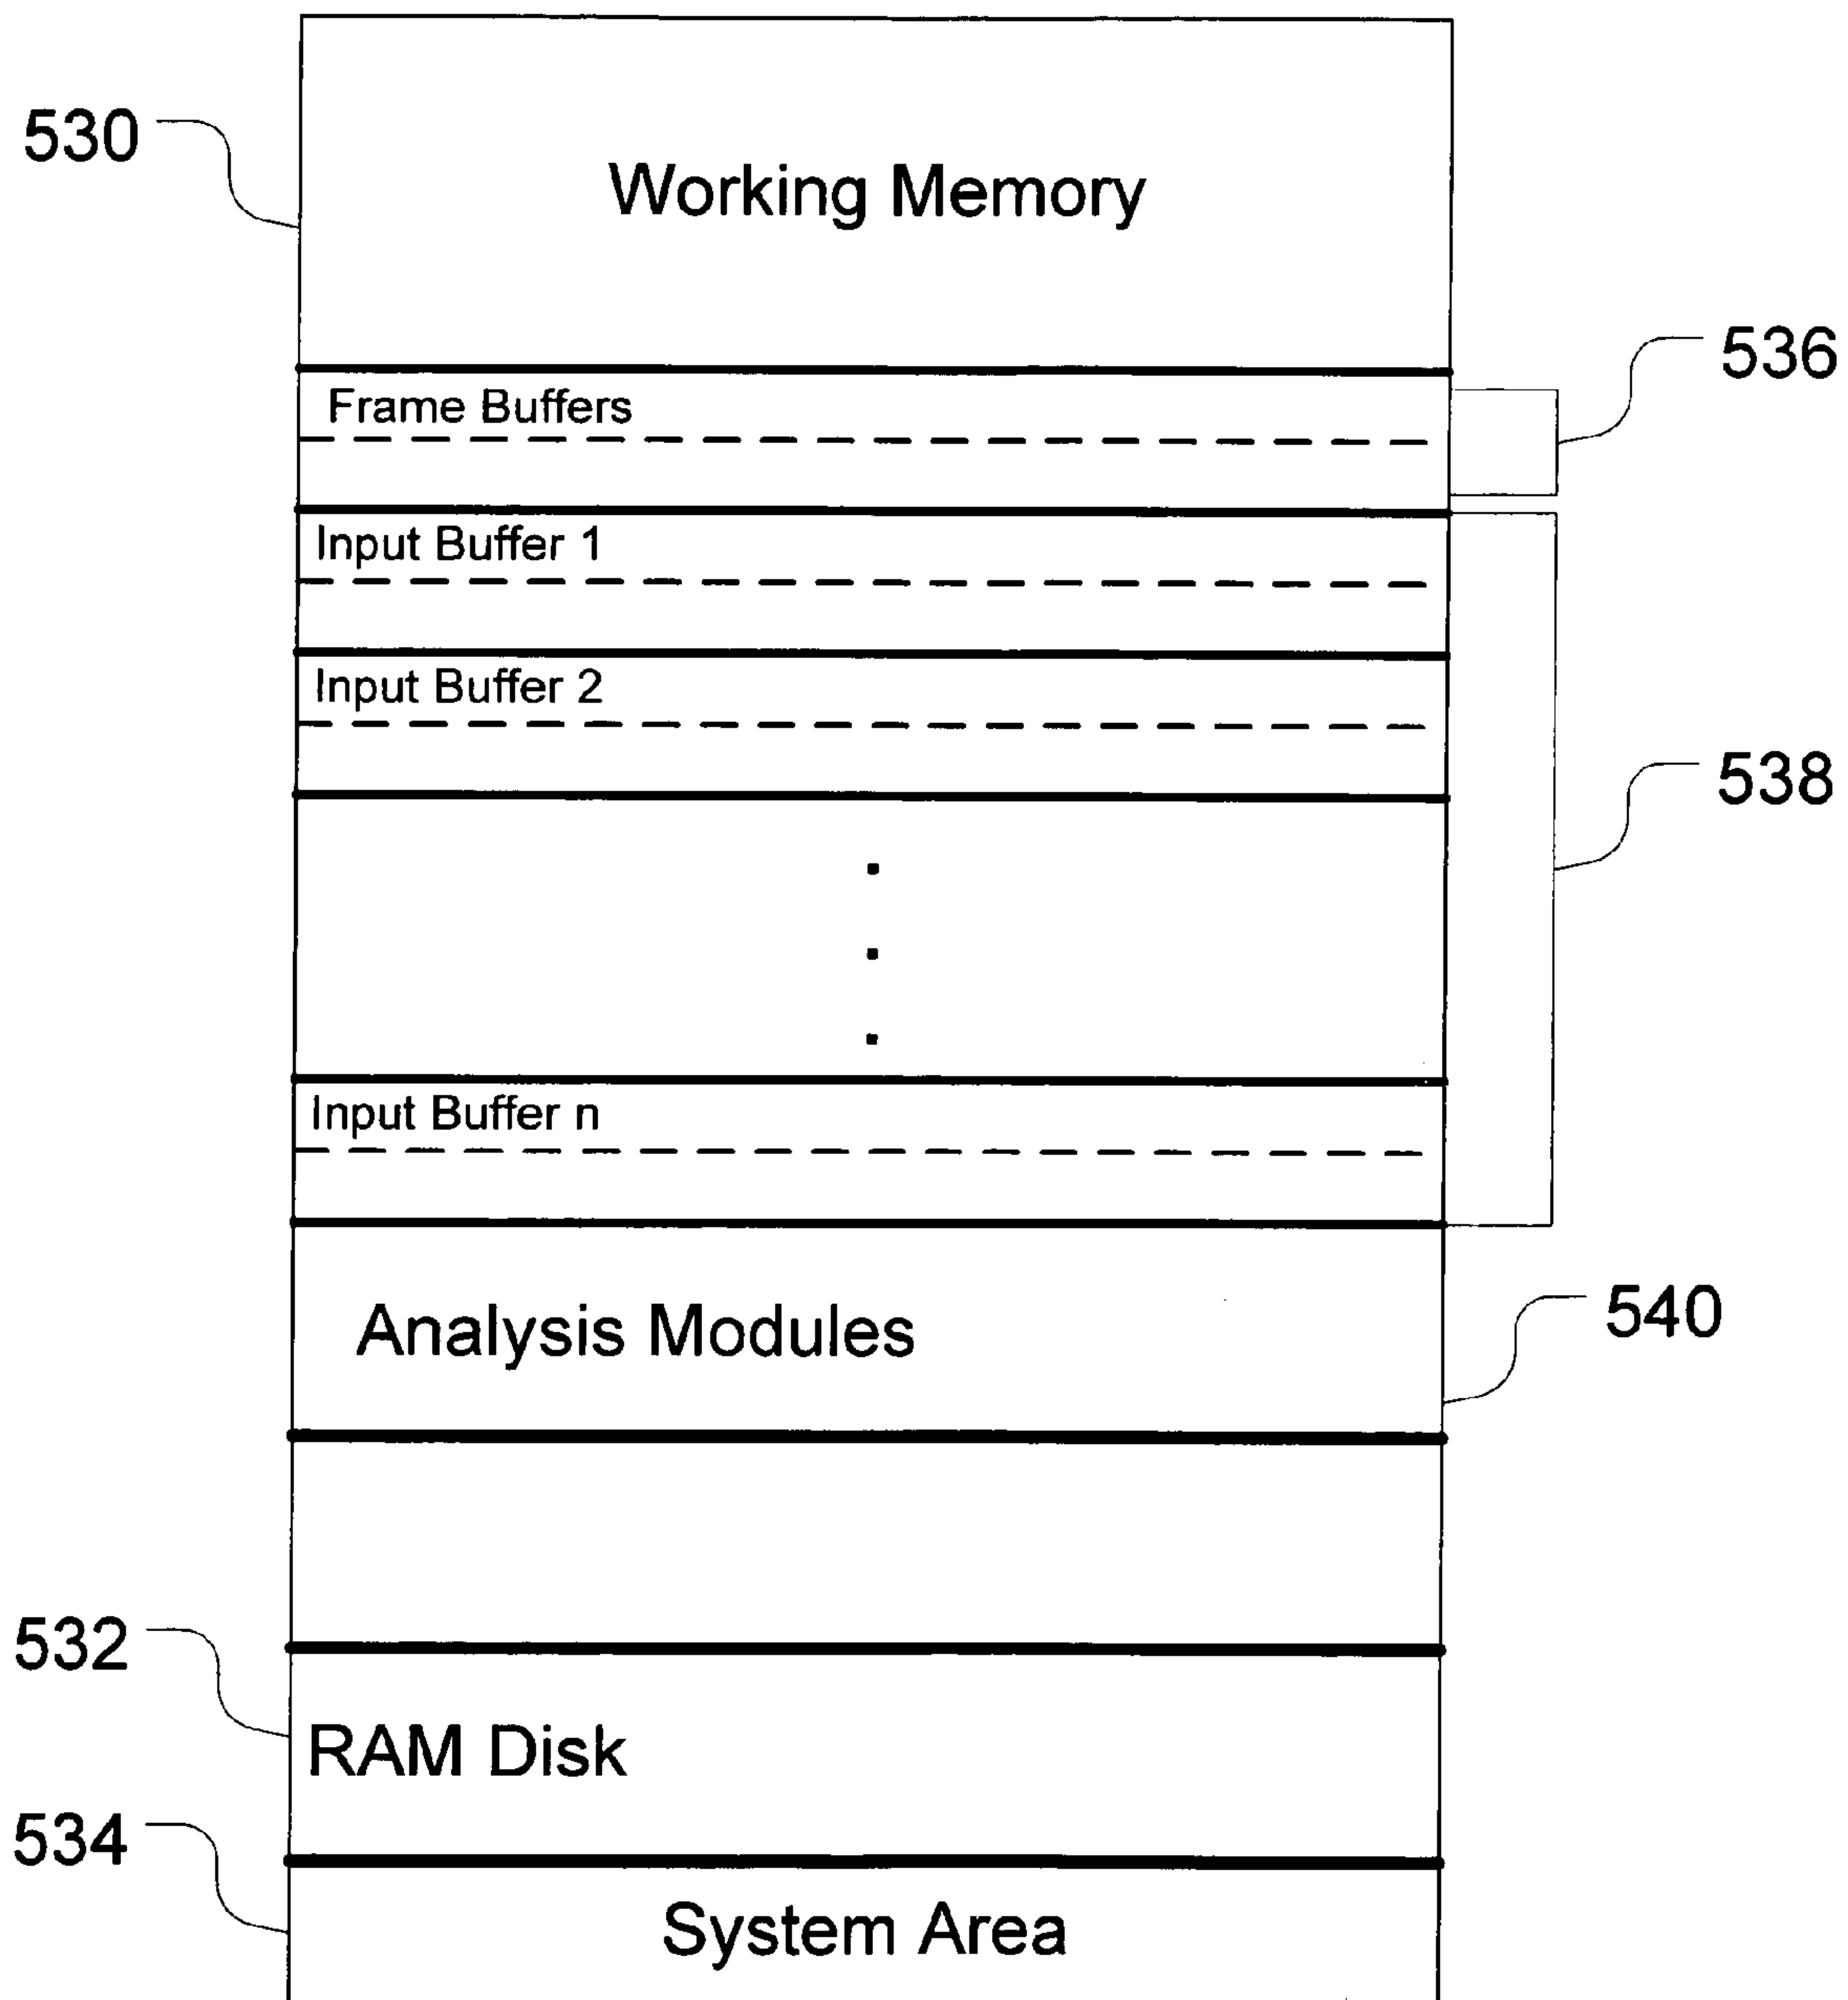 530
Working Memory
536
Frame Buffers
Input Buffer 1
Input Buffer 2
538
Input Buffer n
Analysis Modules
540
532
RAM Disk
534
System Area